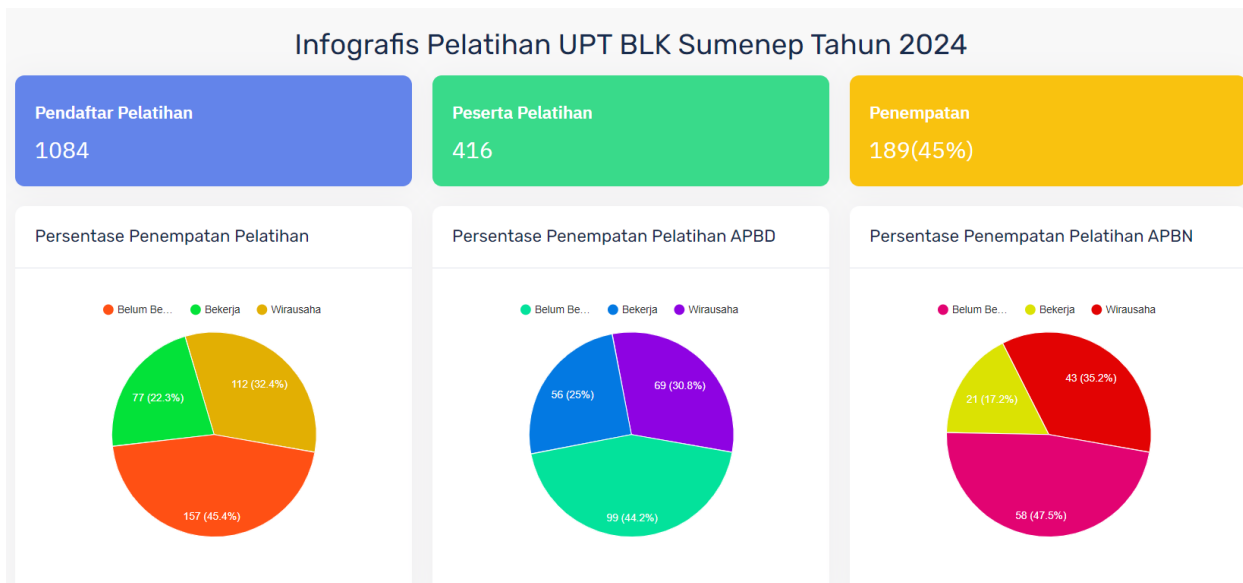 Infografis Pelatihan UPT BLK Sumenep Tahun 2024
Pendaftar Pelatihan
1084
Peserta Pelatihan
416
Penempatan
189(45%)
Persentase Penempatan Pelatihan
Belum Be...
Bekerja
Wirausaha
112 (32.4%)
77 (22.3%)
157 (45.4%)
Persentase Penempatan Pelatihan APBD
Belum Be...
Bekerja
Wirausaha
69 (30.8%)
56 (25%)
99 (44.2%)
Persentase Penempatan Pelatihan APBN
Belum Be...
Bekerja
Wirausaha
43 (35.2%)
21 (17.2%)
58 (47.5%)